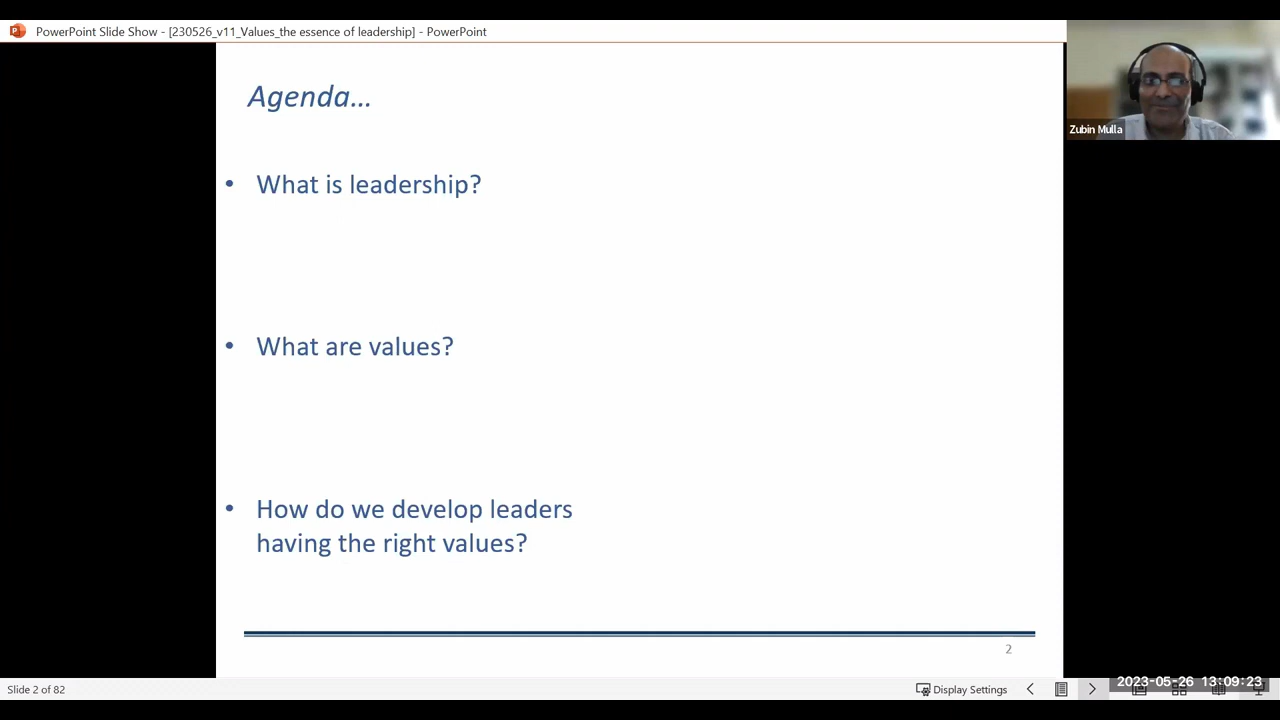 PowerPoint Slide Show - [230526_v11_Values_the essence of leadership] - PowerPoint
Zubin Mulla
Agenda...
• What is leadership?
• What are values?
• How do we develop leaders
having the right values?
2
Slide 2 of 82
Display Settings
2023-05-26 13:09:23